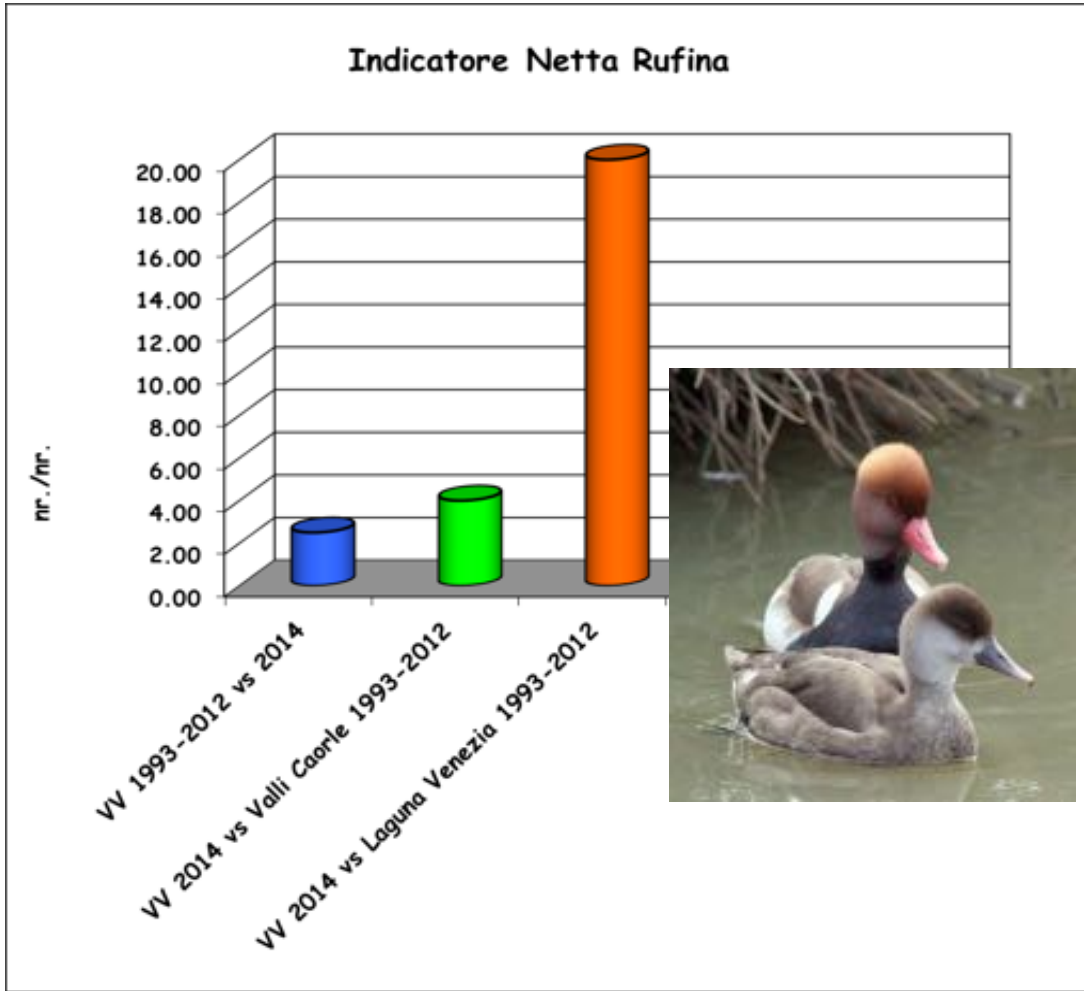 Indicatore Netta Rufina
20.00
18.00
16.00
14.00
12.00
10.00
8.00
6.00
4.00
2.00
0.00
nr./nr.
VV 1993-2012 vs 2014
VV 2014 vs Valli Caorle 1993-2012
VV 2014 vs Laguna Venezia 1993-2012